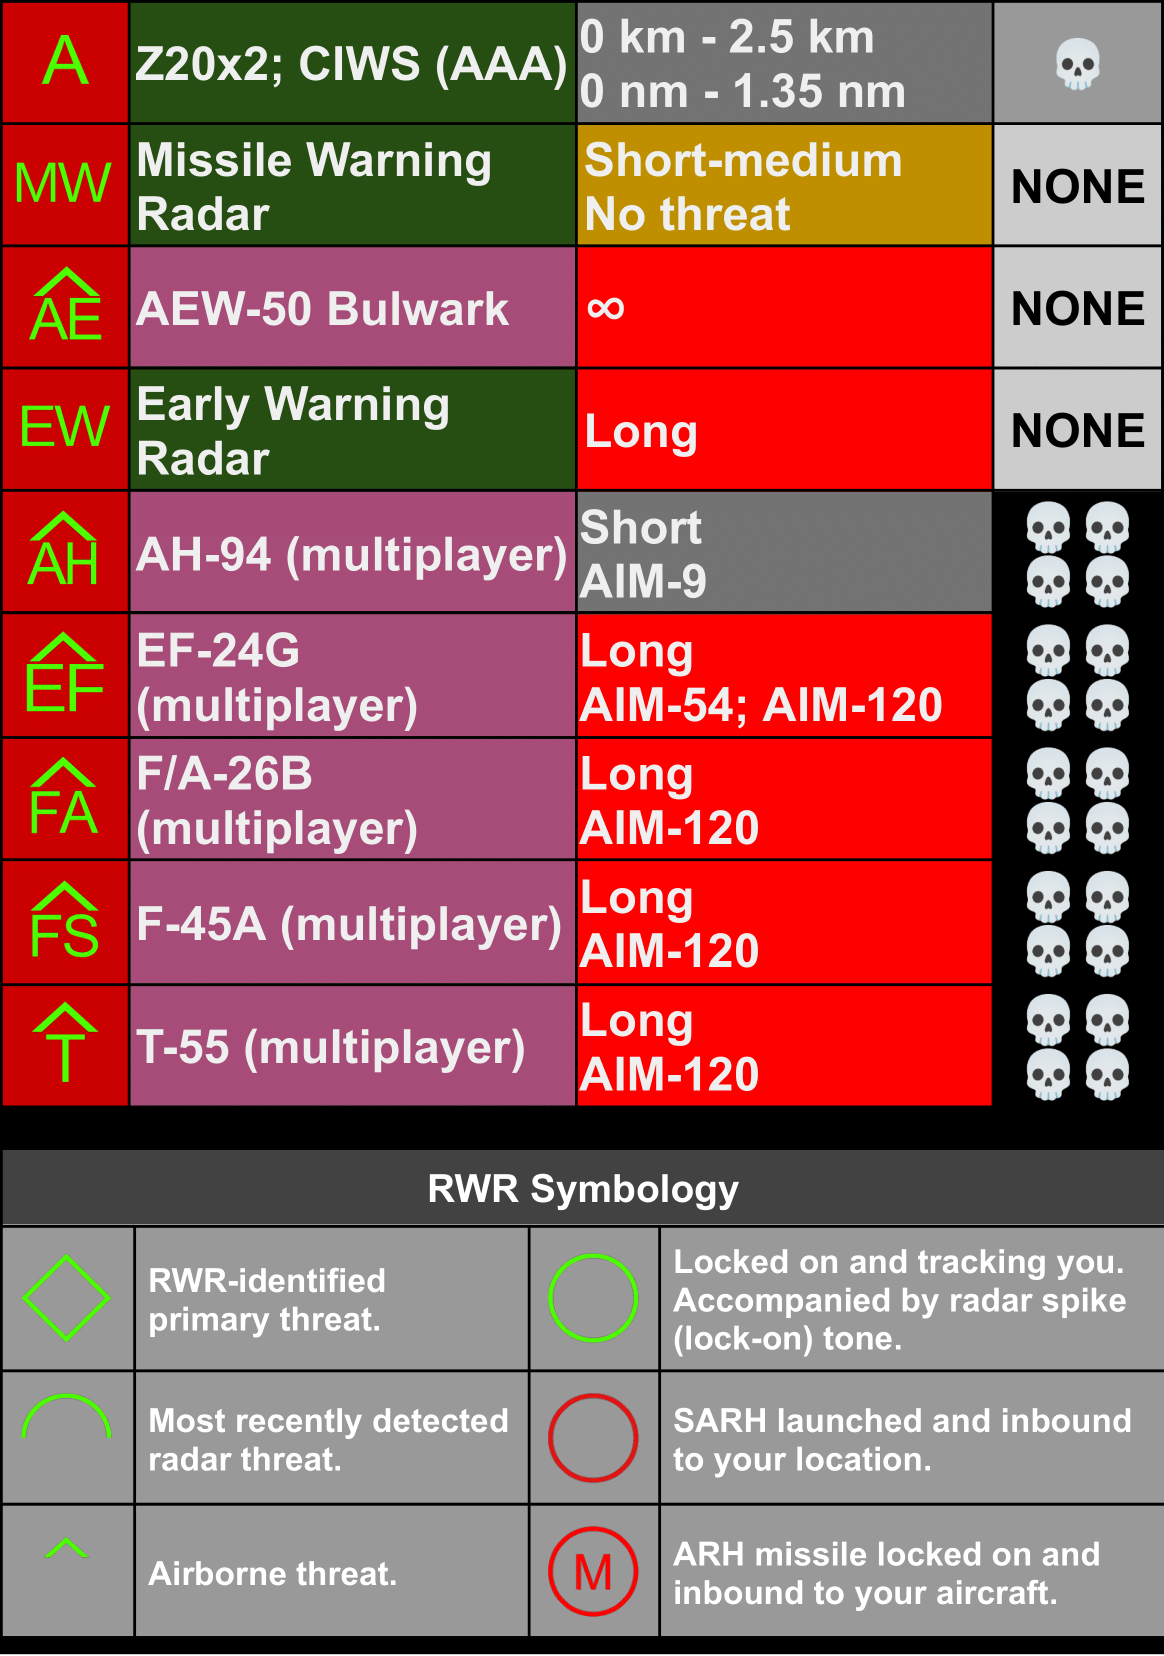 A
Z20x2; CIWS (AAA)
0 km - 2.5 km
0 nm - 1.35 nm
💀
MW
Missile Warning
Radar
Short-medium
No threat
NONE
AE
AEW-50 Bulwark
∞
NONE
EW
Early Warning
Radar
Long
NONE
AH
AH-94 (multiplayer)
Short
AIM-9
💀💀
💀💀
EF
EF-24G
(multiplayer)
Long
AIM-54; AIM-120
💀💀
💀💀
FA
F/A-26B
(multiplayer)
Long
AIM-120
💀💀
💀💀
FS
F-45A (multiplayer)
Long
AIM-120
💀💀
💀💀
T
T-55 (multiplayer)
Long
AIM-120
💀💀
💀💀
RWR Symbology
RWR-identified
primary threat.
Locked on and tracking you.
Accompanied by radar spike
(lock-on) tone.
Most recently detected
radar threat.
SARH launched and inbound
to your location.
Airborne threat.
M
ARH missile locked on and
inbound to your aircraft.